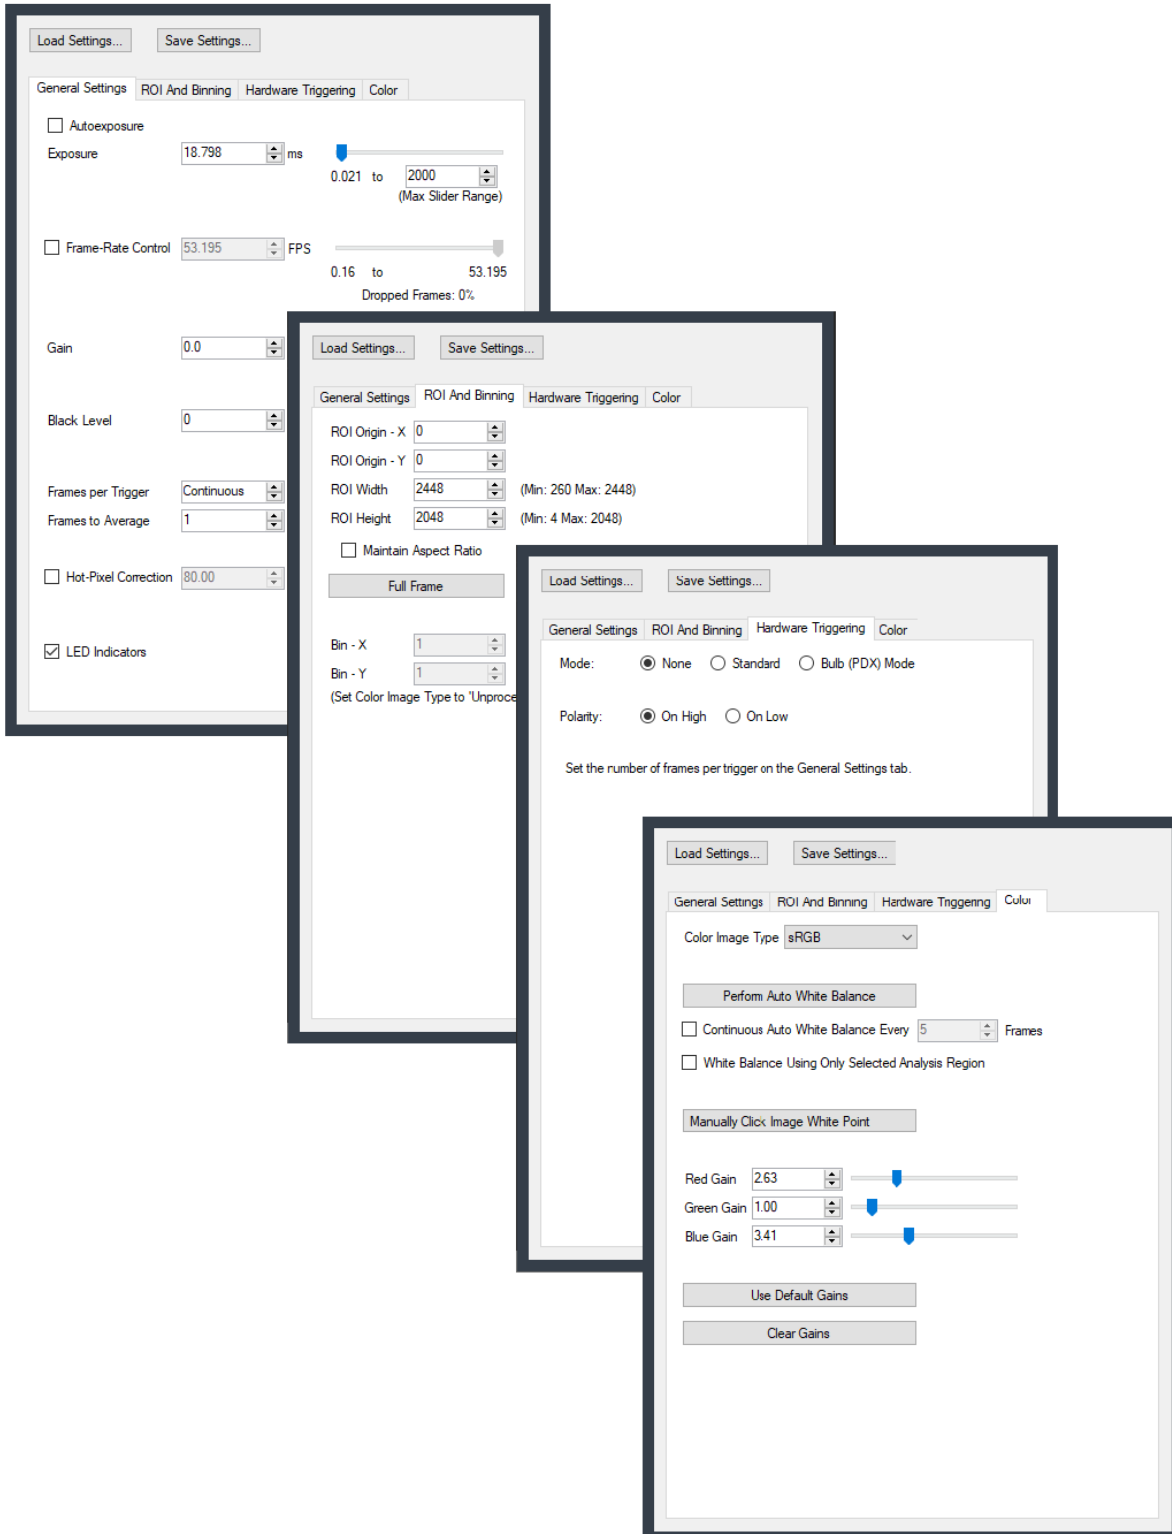 Load Settings... Save Settings...
General Settings ROI And Binning Hardware Triggering Color
Autoexposure
Exposure 18.798 ms
0.021 to 2000
(Max Slider Range)
Frame-Rate Control 53.195 FPS
0.16 to 53.195
Dropped Frames: 0%
Gain 0.0
Black Level 0
Frames per Trigger Continuous
Frames to Average 1
Hot-Pixel Correction 80.00
LED Indicators
Load Settings... Save Settings...
General Settings ROI And Binning Hardware Triggering Color
ROI Origin - X 0
ROI Origin - Y 0
ROI Width 2448 (Min: 260 Max: 2448)
ROI Height 2048 (Min: 4 Max: 2048)
Maintain Aspect Ratio
Full Frame
Bin - X 1
Bin - Y 1
(Set Color Image Type to 'Unproce
Load Settings... Save Settings...
General Settings ROI And Binning Hardware Triggering Color
Mode: None Standard Bulb (PDX) Mode
Polarity: On High On Low
Set the number of frames per trigger on the General Settings tab.
Load Settings... Save Settings...
General Settings ROI And Binning Hardware Triggering Color
Color Image Type sRGB
Perform Auto White Balance
Continuous Auto White Balance Every 5 Frames
White Balance Using Only Selected Analysis Region
Manually Click Image White Point
Red Gain 2.63
Green Gain 1.00
Blue Gain 3.41
Use Default Gains
Clear Gains